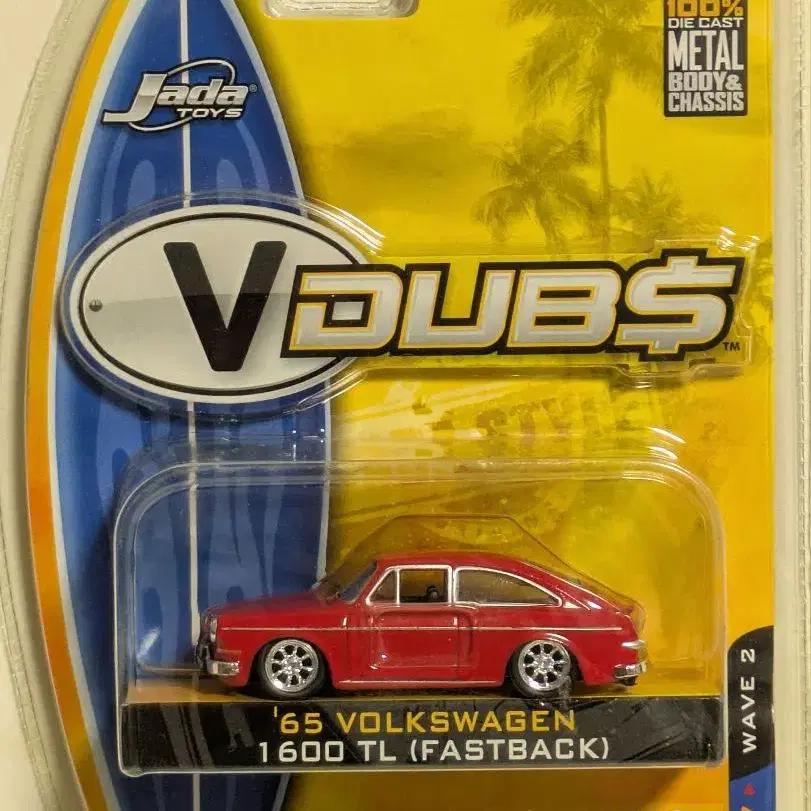 Jada®
TOYS
100%
DIE CAST
METAL
BODY &
CHASSIS
V DUB$™
'65 VOLKSWAGEN
1600 TL (FASTBACK)
WAVE 2